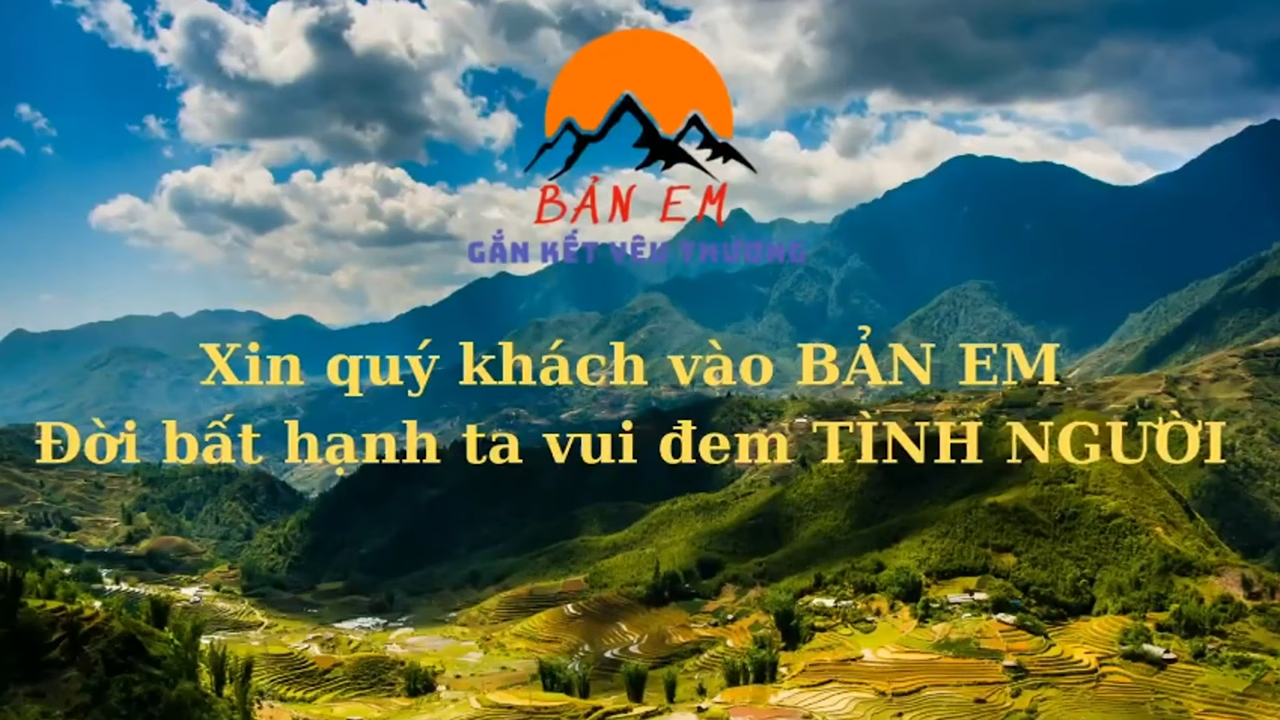 BẢN EM
GẮN KẾT YÊU THƯƠNG
Xin quý khách vào BẢN EM
Đời bất hạnh ta vui đem TÌNH NGƯỜI